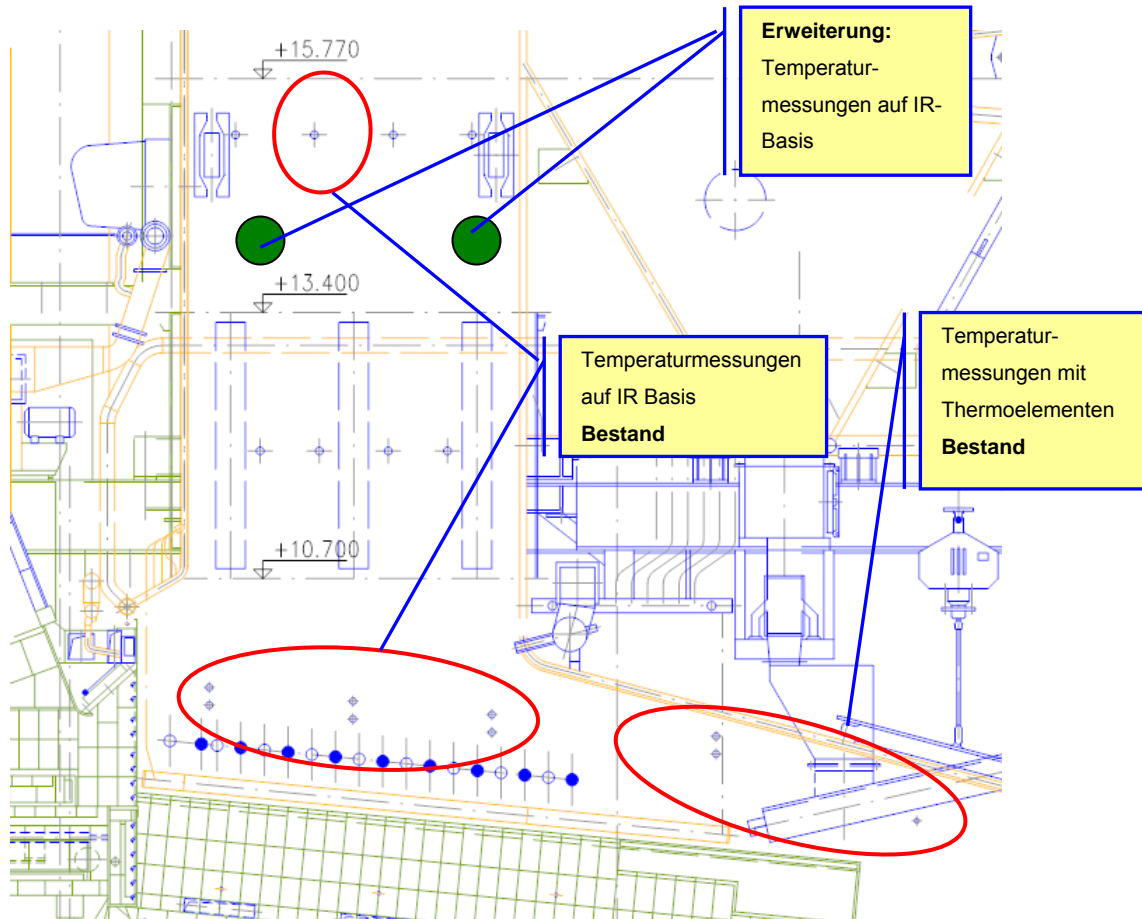 Erweiterung:
Temperatur-
messungen auf IR-
Basis
+15.770
+13.400
Temperaturmessungen
auf IR Basis
Bestand
Temperatur-
messungen mit
Thermoelementen
Bestand
+10.700